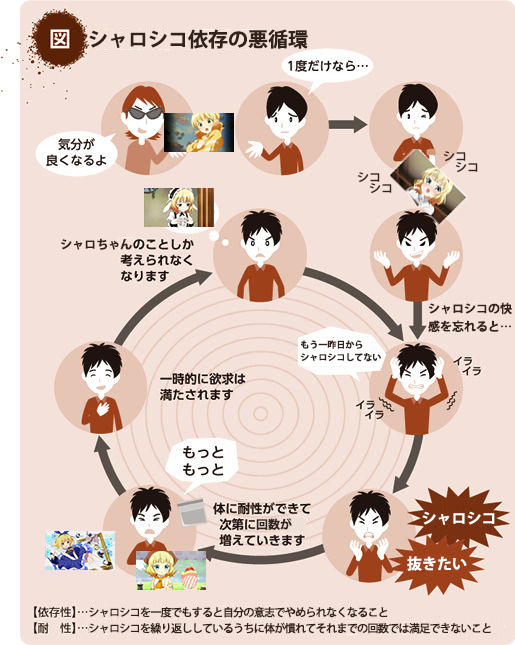 図 シャロシコ依存の悪循環
1度だけなら…
気分が
良くなるよ
シコ
シコ
シコ
シコ
シャロちゃんのことしか
考えられなく
なります
シャロシコの快
感を忘れると…
もう一昨日から
シャロシコしてない
イラ
イラ
イラ
イラ
一時的に欲求は
満たされます
もっと
もっと
体に耐性ができて
次第に回数が
増えていきます
シャロシコ
抜きたい
【依存性】…シャロシコを一度でもすると自分の意志でやめられなくなること
【耐　性】…シャロシコを繰り返ししているうちに体が慣れてそれまでの回数では満足できないこと